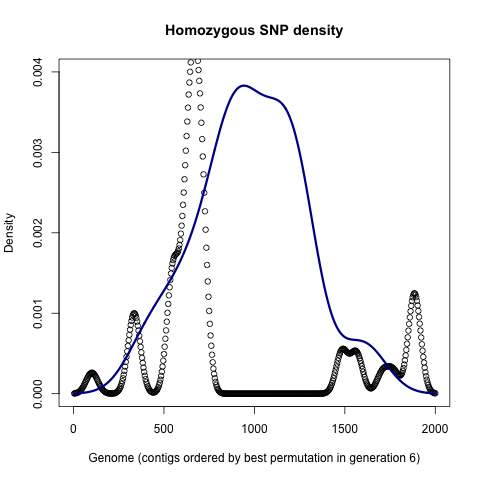 Homozygous SNP density
Density
0.004
0.003
0.002
0.001
0.000
0 500 1000 1500 2000
Genome (contigs ordered by best permutation in generation 6)